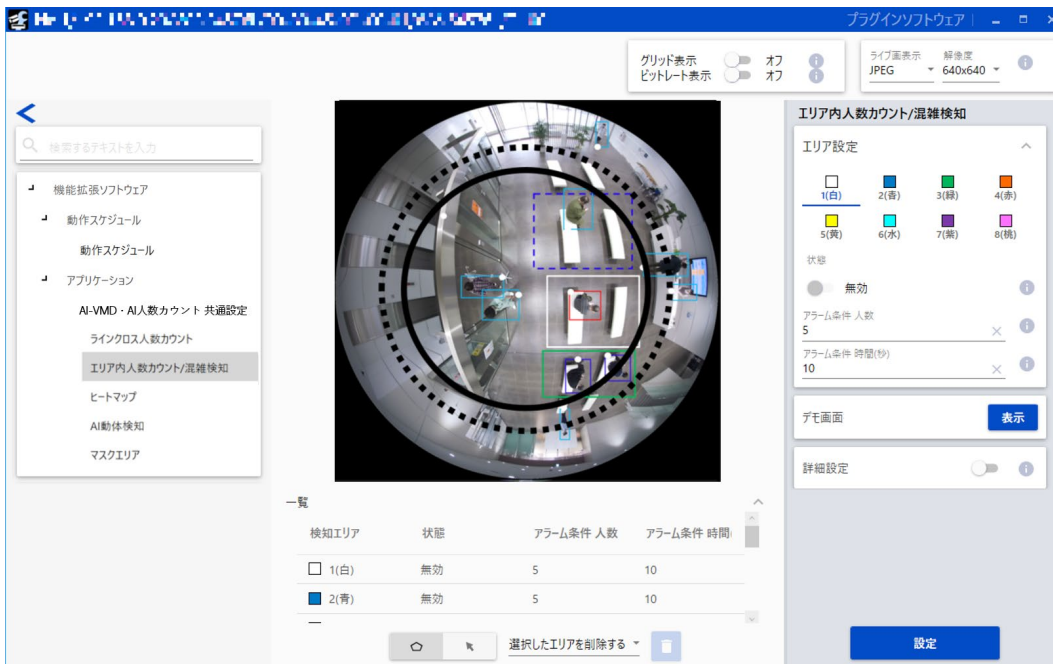 プラグインソフトウェア
グリッド表示 オフ
ビットレート表示 オフ
ライブ画表示 解像度
JPEG 640x640
検索するテキストを入力
機能拡張ソフトウェア
動作スケジュール
動作スケジュール
アプリケーション
AI-VMD・AI人数カウント 共通設定
ラインクロス人数カウント
エリア内人数カウント/混雑検知
ヒートマップ
AI動体検知
マスクエリア
一覧
検知エリア 状態 アラーム条件 人数 アラーム条件 時間(
1(白) 無効 5 10
2(青) 無効 5 10
選択したエリアを削除する
エリア内人数カウント/混雑検知
エリア設定
1(白) 2(青) 3(緑) 4(赤)
5(黄) 6(水) 7(紫) 8(桃)
状態
無効
アラーム条件 人数
5
アラーム条件 時間(秒)
10
デモ画面 表示
詳細設定
設定